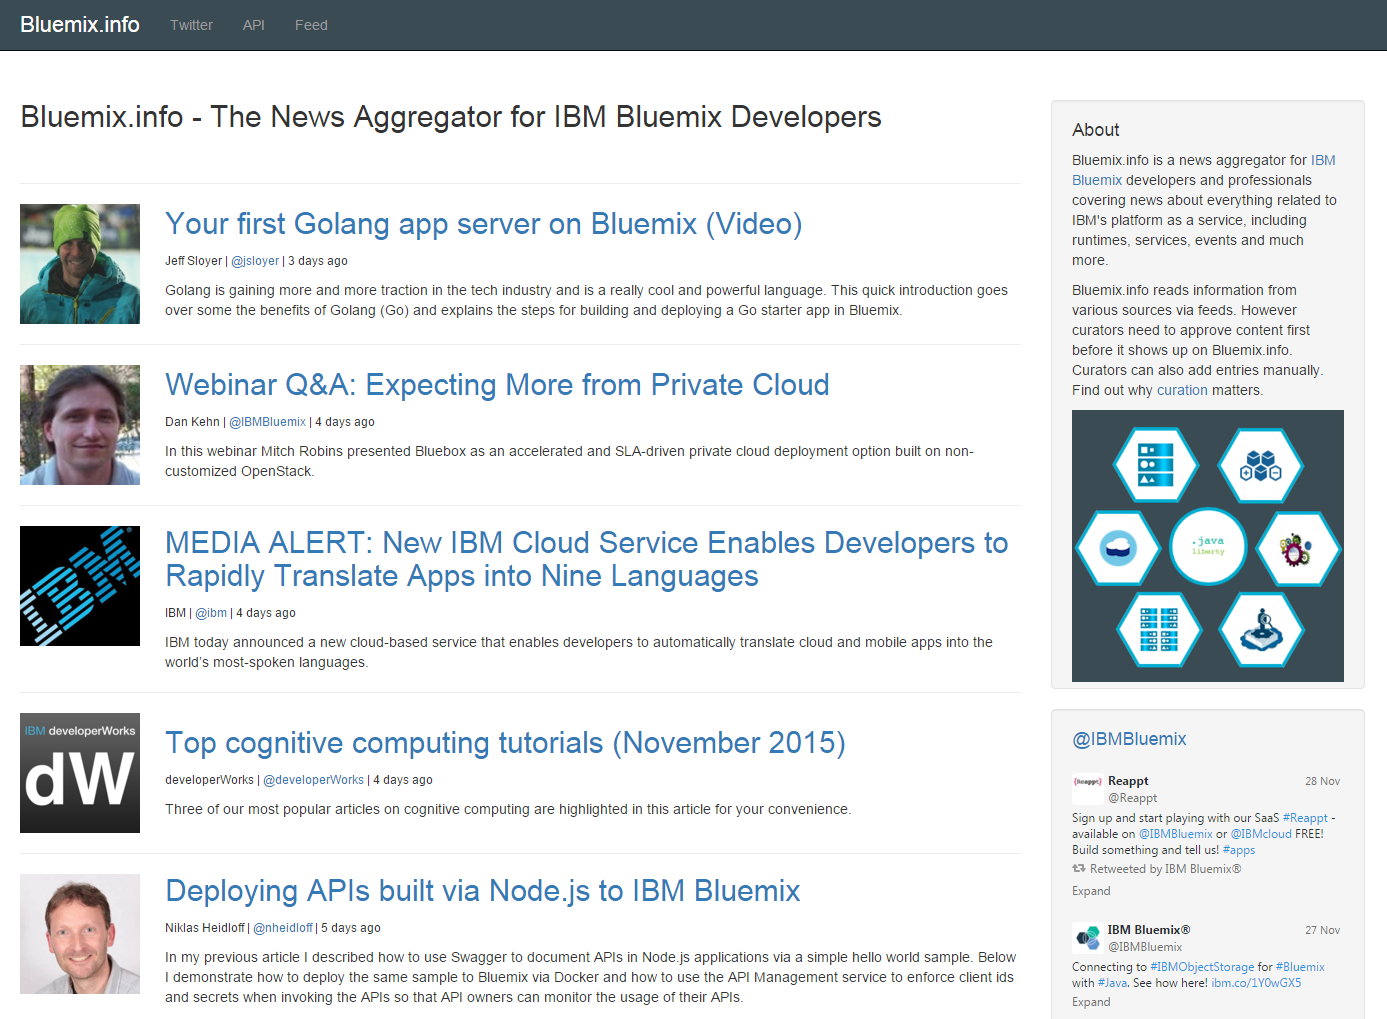 Bluemix.info Twitter API Feed
Bluemix.info - The News Aggregator for IBM Bluemix Developers
Your first Golang app server on Bluemix (Video)
Jeff Sloyer | @jsloyer | 3 days ago
Golang is gaining more and more traction in the tech industry and is a really cool and powerful language. This quick introduction goes
over some the benefits of Golang (Go) and explains the steps for building and deploying a Go starter app in Bluemix.
Webinar Q&A: Expecting More from Private Cloud
Dan Kehn | @IBMBluemix | 4 days ago
In this webinar Mitch Robins presented Bluebox as an accelerated and SLA-driven private cloud deployment option built on non-
customized OpenStack.
IBM
MEDIA ALERT: New IBM Cloud Service Enables Developers to
Rapidly Translate Apps into Nine Languages
IBM | @ibm | 4 days ago
IBM today announced a new cloud-based service that enables developers to automatically translate cloud and mobile apps into the
world’s most-spoken languages.
IBM developerWorks
dW
Top cognitive computing tutorials (November 2015)
developerWorks | @developerWorks | 4 days ago
Three of our most popular articles on cognitive computing are highlighted in this article for your convenience.
Deploying APIs built via Node.js to IBM Bluemix
Niklas Heidloff | @nheidloff | 5 days ago
In my previous article I described how to use Swagger to document APIs in Node.js applications via a simple hello world sample. Below
I demonstrate how to deploy the same sample to Bluemix via Docker and how to use the API Management service to enforce client ids
and secrets when invoking the APIs so that API owners can monitor the usage of their APIs.
About
Bluemix.info is a news aggregator for IBM
Bluemix developers and professionals
covering news about everything related to
IBM's platform as a service, including
runtimes, services, events and much
more.
Bluemix.info reads information from
various sources via feeds. However
curators need to approve content first
before it shows up on Bluemix.info.
Curators can also add entries manually.
Find out why curation matters.
.java
liberty
@IBMBluemix
{Reappt} Reappt 28 Nov
@Reappt
Sign up and start playing with our SaaS #Reappt -
available on @IBMBluemix or @IBMcloud FREE!
Build something and tell us! #apps
Retweeted by IBM Bluemix®
Expand
IBM Bluemix® 27 Nov
@IBMBluemix
Connecting to #IBMObjectStorage for #Bluemix
with #Java. See how here! ibm.co/1Y0wGX5
Expand